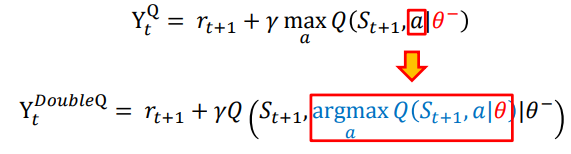 Y_t^Q = r_{t+1} + γ max_a Q(S_{t+1}, a|θ^−)
Y_t^{DoubleQ} = r_{t+1} + γQ (S_{t+1}, argmax_a Q(S_{t+1}, a|θ)|θ^−)